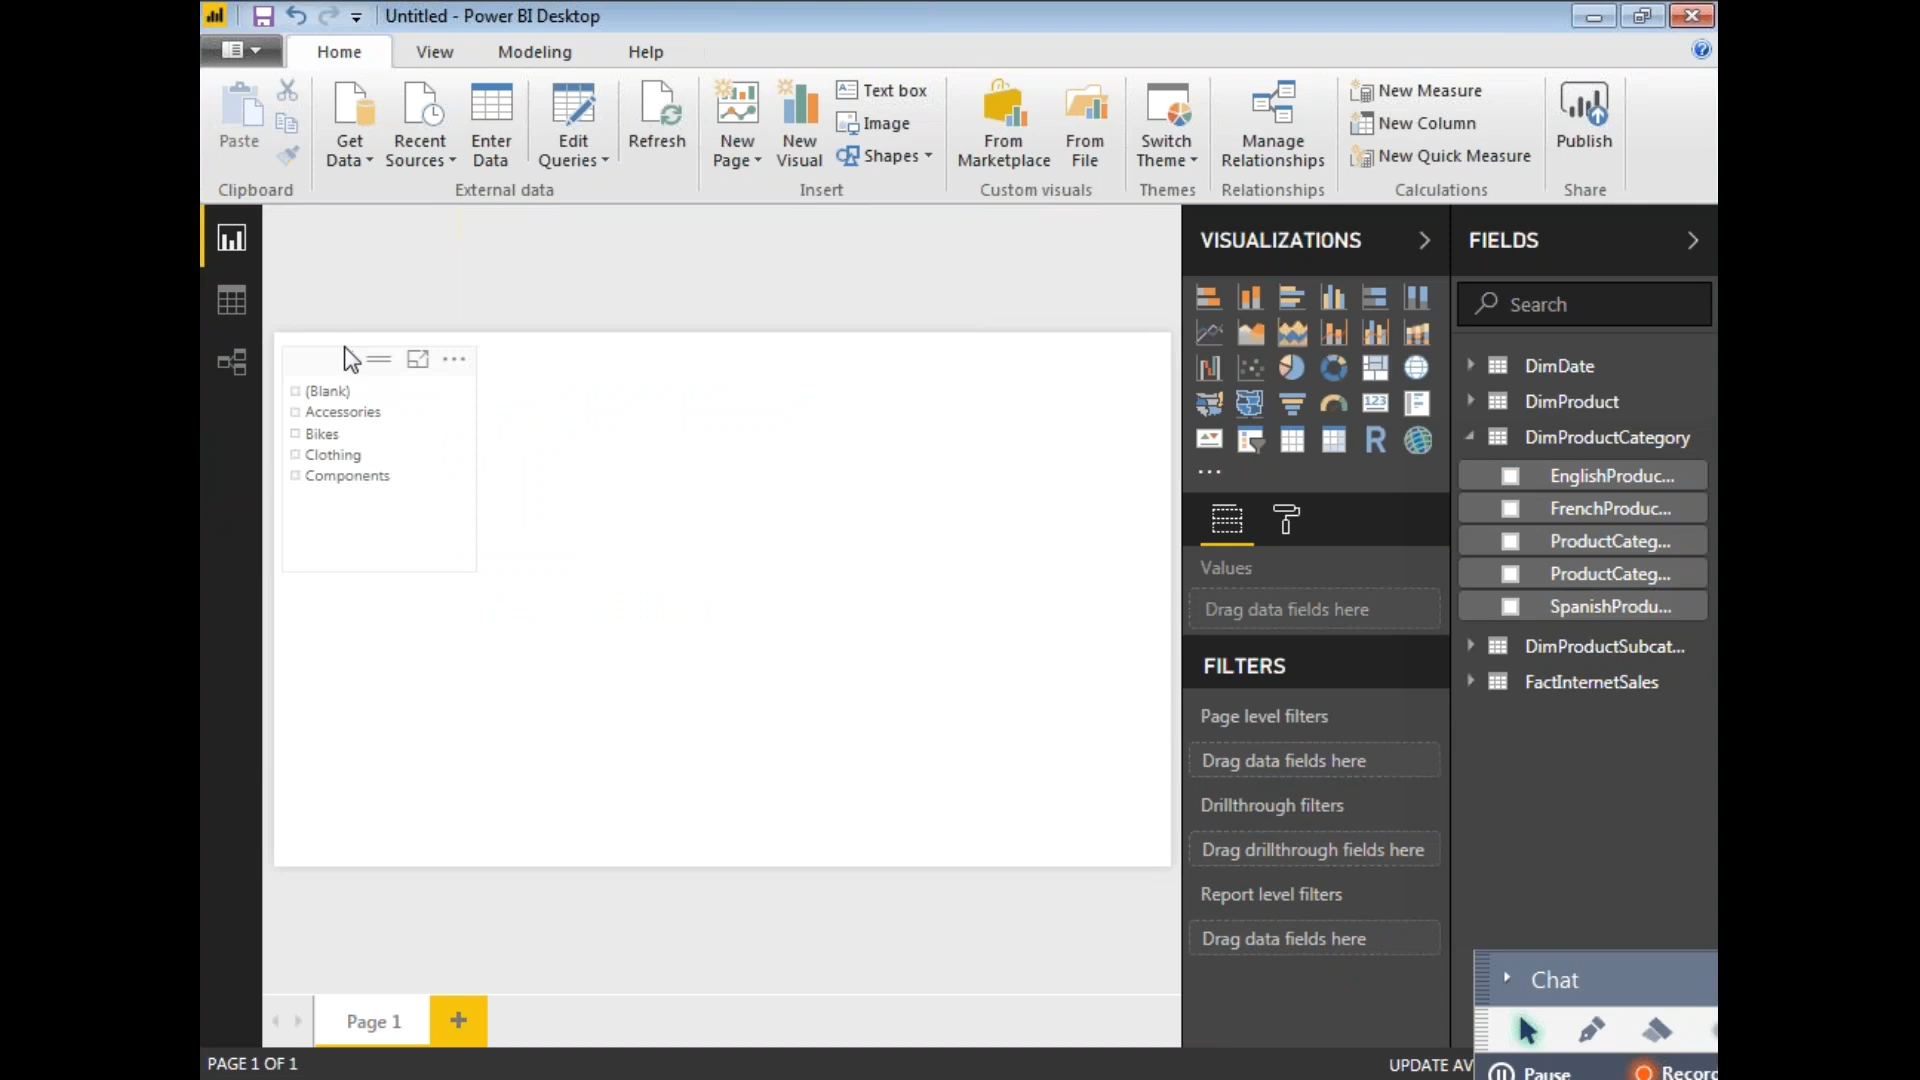 Untitled - Power BI Desktop
Home View Modeling Help
Paste
Get Data
Recent Sources
Enter Data
Edit Queries
Refresh
New Page
New Visual
Text box
Image
Shapes
From Marketplace
From File
Switch Theme
Manage Relationships
New Measure
New Column
New Quick Measure
Publish
Clipboard External data Insert Custom visuals Themes Relationships Calculations Share
(Blank)
Accessories
Bikes
Clothing
Components
VISUALIZATIONS
123
R
Values
Drag data fields here
FILTERS
Page level filters
Drag data fields here
Drillthrough filters
Drag drillthrough fields here
Report level filters
Drag data fields here
FIELDS
Search
DimDate
DimProduct
DimProductCategory
EnglishProduc...
FrenchProduc...
ProductCateg...
ProductCateg...
SpanishProdu...
DimProductSubcat...
FactInternetSales
Page 1
PAGE 1 OF 1
UPDATE AV
Chat
Pause Record